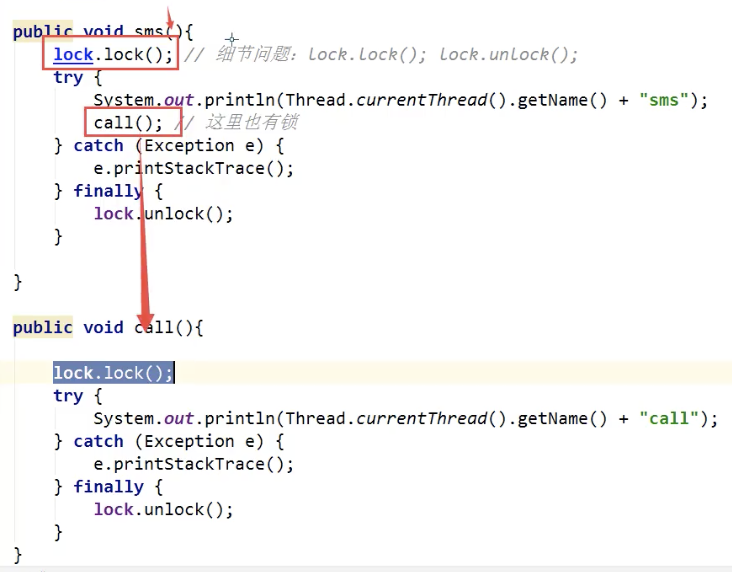 public void sms(){
lock.lock(); // 细节问题：lock.lock(); lock.unlock();
try {
System.out.println(Thread.currentThread().getName() + "sms");
call(); // 这里也有锁
} catch (Exception e) {
e.printStackTrace();
} finally {
lock.unlock();
}
}
public void call(){
lock.lock();
try {
System.out.println(Thread.currentThread().getName() + "call");
} catch (Exception e) {
e.printStackTrace();
} finally {
lock.unlock();
}
}